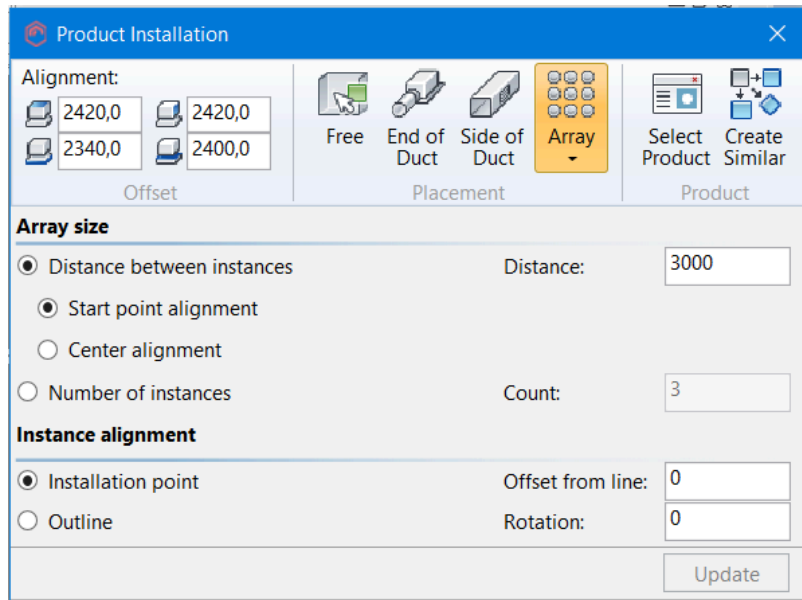 Product Installation
Alignment:
2420,0 2420,0
2340,0 2400,0
Offset
Free End of Duct Side of Duct Array
Placement
Select Product Create Similar
Product
Array size
Distance between instances Distance: 3000
Start point alignment
Center alignment
Number of instances Count: 3
Instance alignment
Installation point Offset from line: 0
Outline Rotation: 0
Update